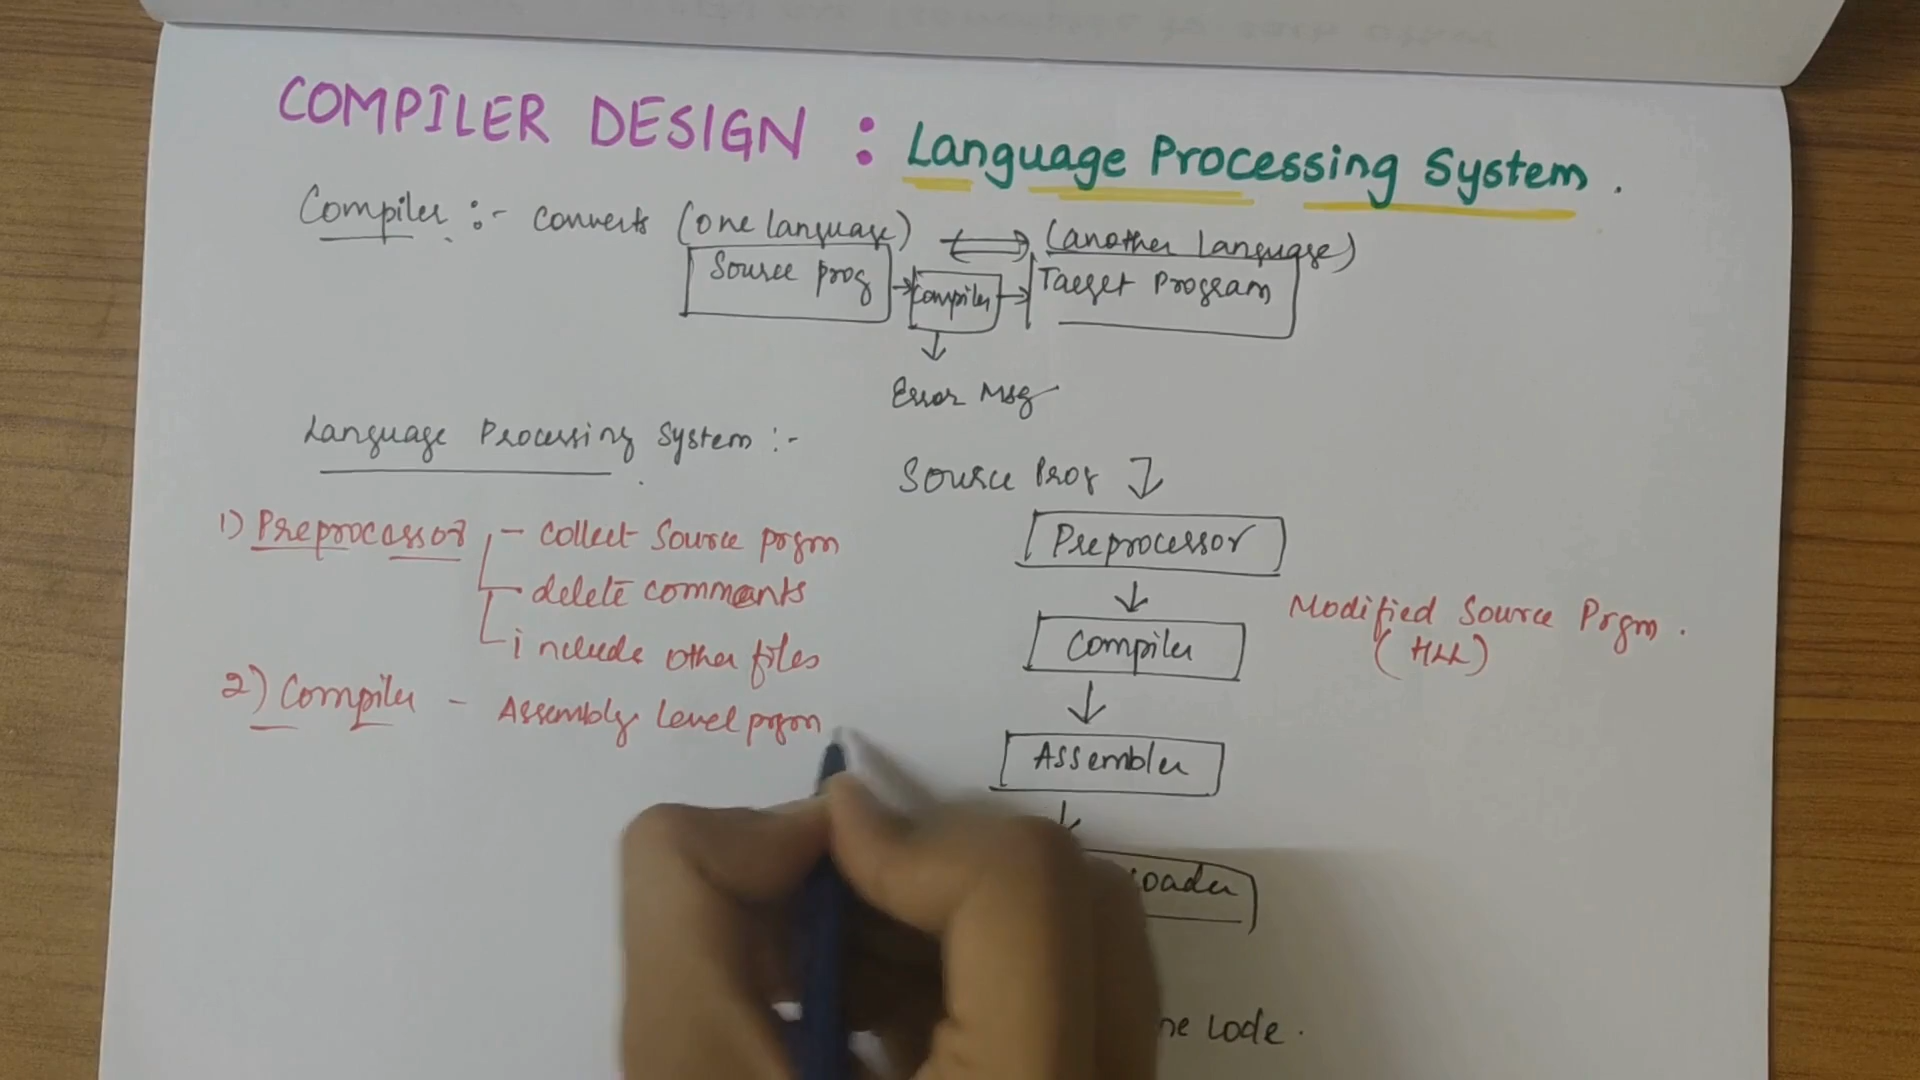 COMPILER DESIGN : Language Processing System .
Compiler :- Converts (one language) (another Language)
Source prog Compiler Target Program
Error Msg
Language Processing System :-
Source Prog
1) Preprocessor - collect Source prgm
- delete comments
- include other files
Preprocessor
Modified Source Prgm .
(HLL)
Compiler
2) Compiler - Assembly Level prgm
Assembler
Loader
Code .